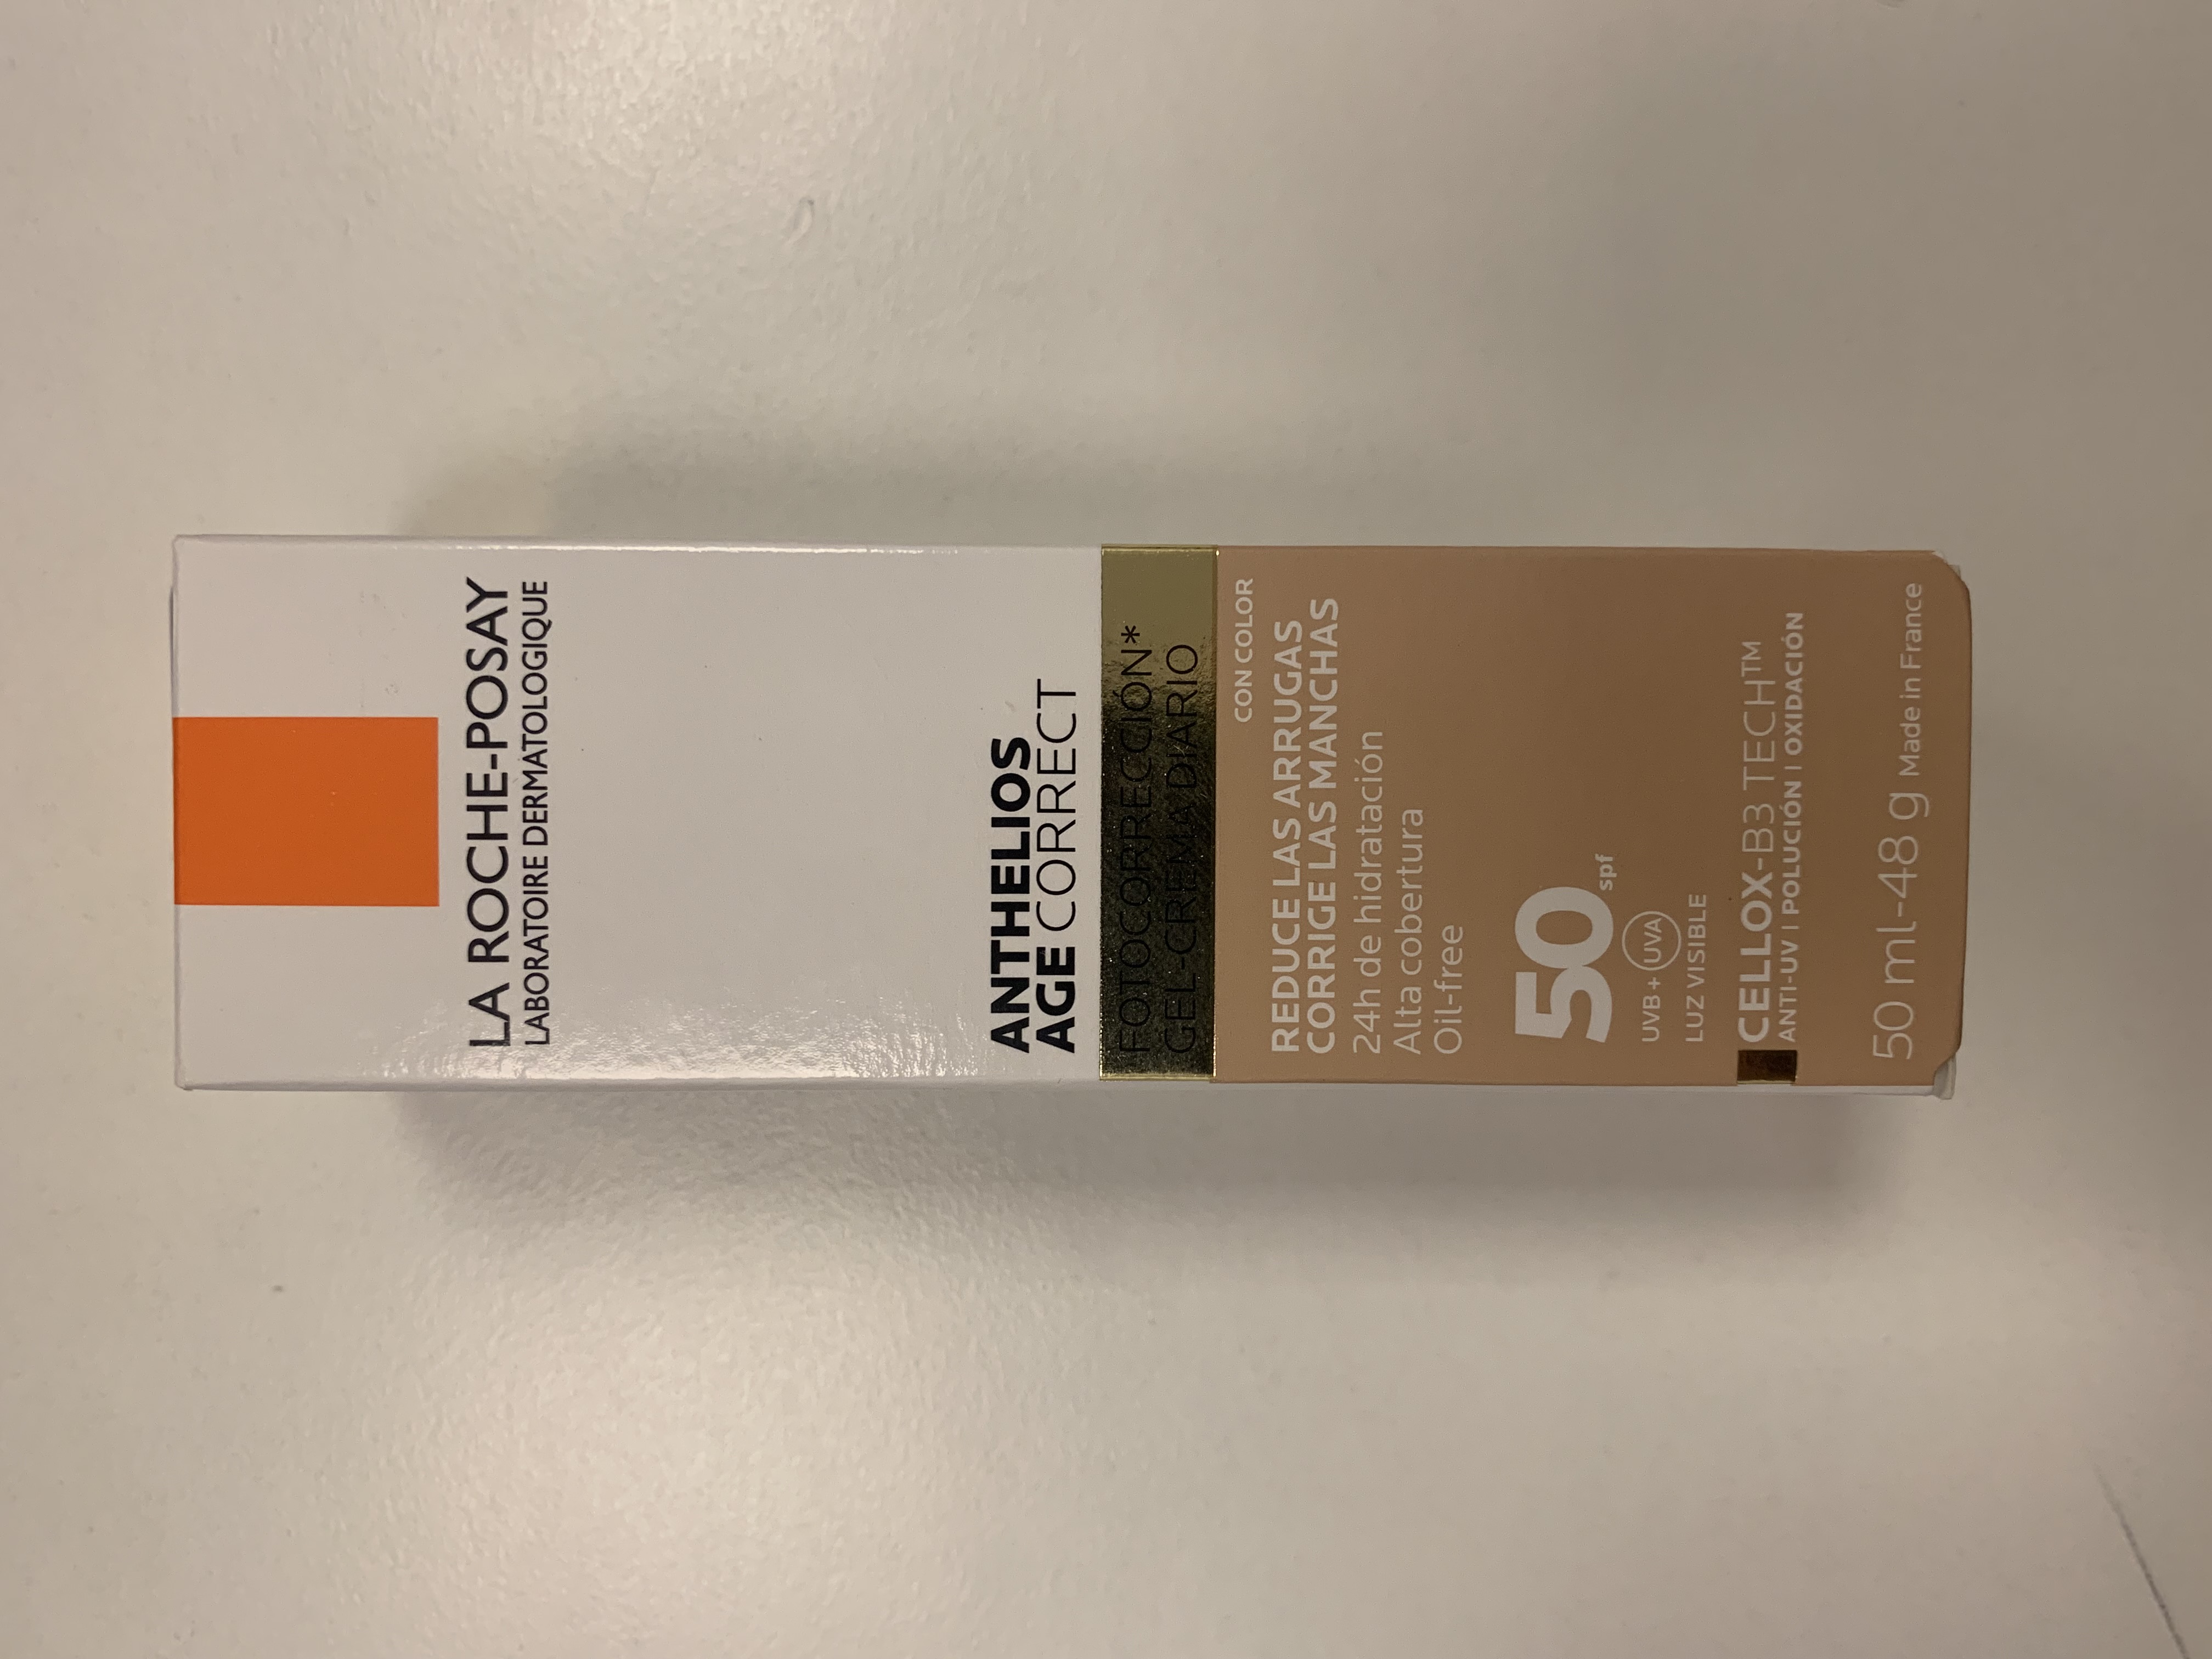 LA ROCHE-POSAY
LABORATOIRE DERMATOLOGIQUE
ANTHELIOS
AGE CORRECT
FOTOCORRECCIÓN*
GEL-CREMA DIARIO
CON COLOR
REDUCE LAS ARRUGAS
CORRIGE LAS MANCHAS
24h de hidratación
Alta cobertura
Oil-free
50 spf
UVB + UVA
LUZ VISIBLE
CELLOX-B3 TECH™
ANTI-UV | POLUCIÓN | OXIDACIÓN
50 ml-48 g Made in France